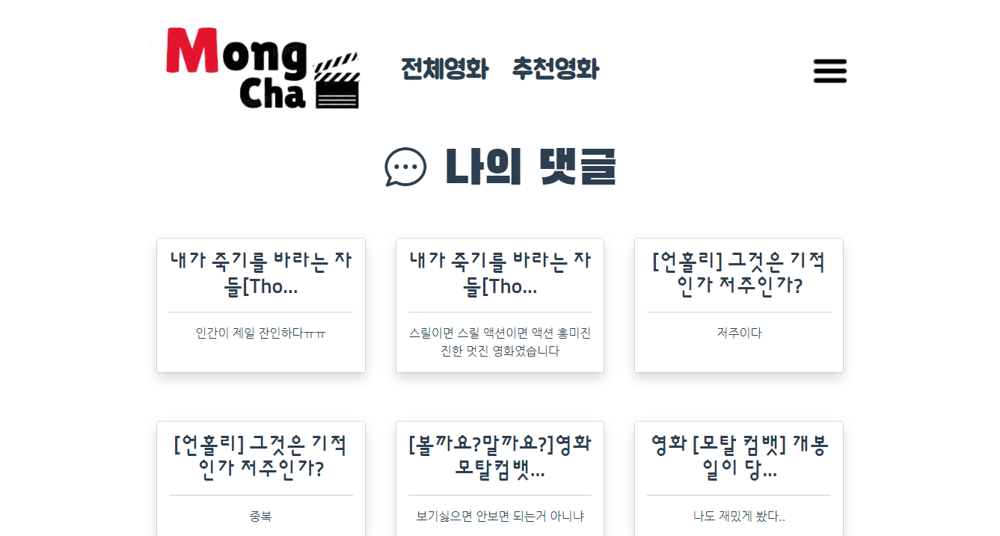 Mong
Cha
전체영화 추천영화
나의 댓글
내가 죽기를 바라는 자
들[Tho...
내가 죽기를 바라는 자
들[Tho...
[언홀리] 그것은 기적
인가 저주인가?
인간이 제일 잔인하다ㅠㅠ
스릴이면 스릴 액션이면 액션 흥미진
진한 멋진 영화였습니다
저주이다
[언홀리] 그것은 기적
인가 저주인가?
[볼까요?말까요?]영화
모탈컴뱃...
영화 [모탈 컴뱃] 개봉
일이 당...
중복
보기싫으면 안보면 되는거 아니냐
나도 재밌게 봤다..